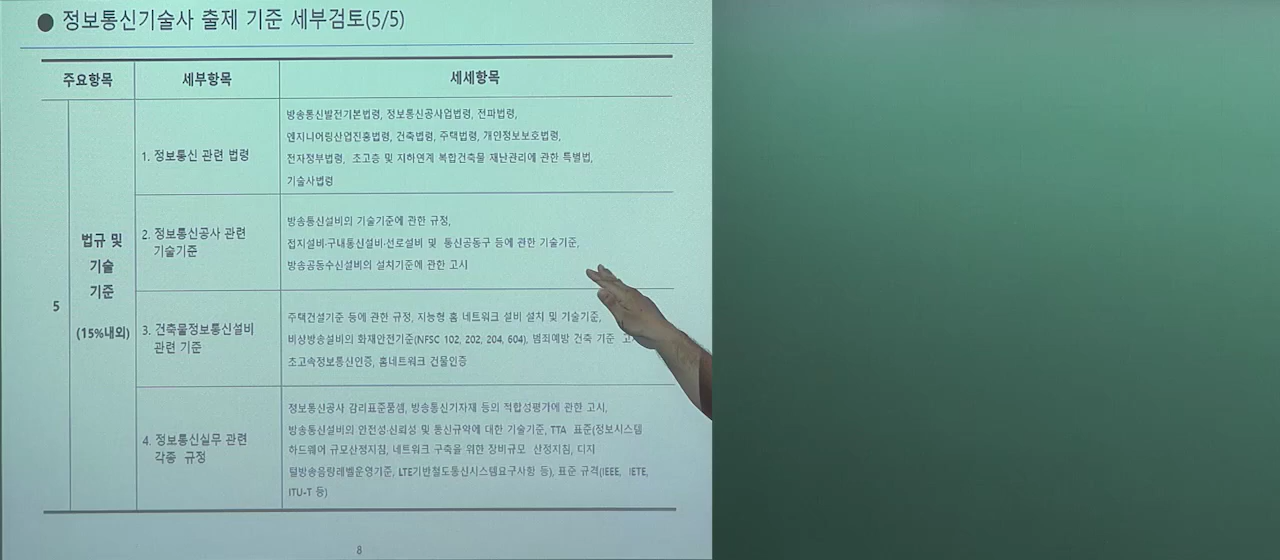 ● 정보통신기술사 출제 기준 세부검토(5/5)
주요항목 세부항목 세세항목
5
법규 및
기술
기준
(15%내외)
1. 정보통신 관련 법령
방송통신발전기본법령, 정보통신공사업법령, 전파법령,
엔지니어링산업진흥법령, 건축법령, 주택법령, 개인정보보호법령,
전자정부법령, 초고층 및 지하연계 복합건축물 재난관리에 관한 특별법,
기술사법령
2. 정보통신공사 관련
기술기준
방송통신설비의 기술기준에 관한 규정,
접지설비·구내통신설비·선로설비 및 통신공동구 등에 관한 기술기준,
방송공동수신설비의 설치기준에 관한 고시
3. 건축물정보통신설비
관련 기준
주택건설기준 등에 관한 규정, 지능형 홈 네트워크 설비 설치 및 기술기준,
비상방송설비의 화재안전기준(NFSC 102, 202, 204, 604), 범죄예방 건축 기준
초고속정보통신인증, 홈네트워크 건물인증
4. 정보통신실무 관련
각종 규정
정보통신공사 감리표준품셈, 방송통신기자재 등의 적합성평가에 관한 고시,
방송통신설비의 안전성·신뢰성 및 통신규약에 대한 기술기준, TTA 표준(정보시스템
하드웨어 규모산정지침, 네트워크 구축을 위한 장비규모 산정지침, 디지
털방송음량레벨운영기준, LTE기반철도통신시스템요구사항 등), 표준 규격(IEEE, IETE,
ITU-T 등)
8